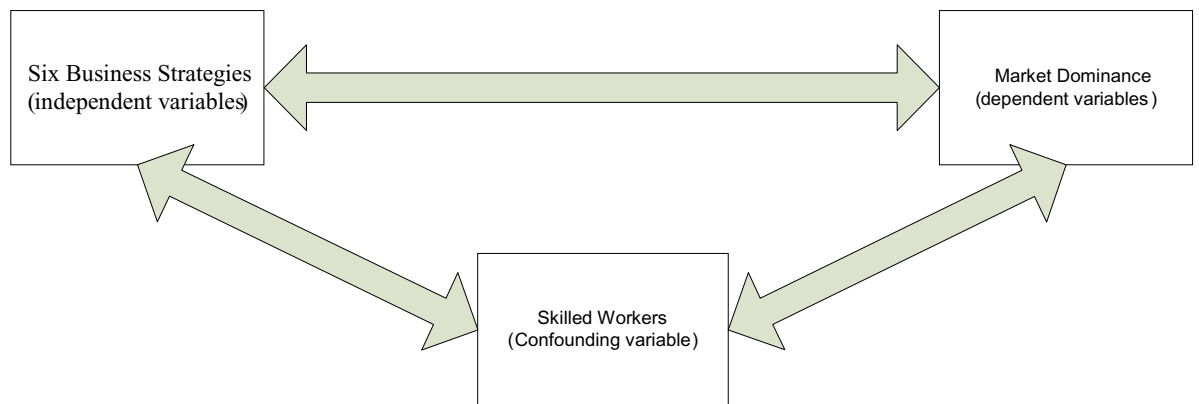 Six Business Strategies
(independent variables)
Market Dominance
(dependent variables)
Skilled Workers
(Confounding variable)